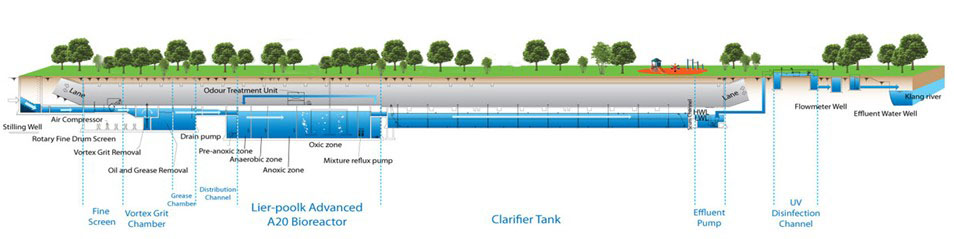 Lane
Odour Treatment Unit
Lane
Klang river
Air Compressor
Stilling Well
Rotary Fine Drum Screen
Vortex Grit Removal
Oil and Grease Removal
Drain pump
Pre-anoxic zone
Anaerobic zone
Anoxic zone
Oxic zone
Mixture reflux pump
HWL
LWL
Flowmeter Well
Effluent Water Well
Fine
Screen
Vortex Grit
Chamber
Grease
Chamber
Distribution
Channel
Lier-poolk Advanced
A20 Bioreactor
Clarifier Tank
Effluent
Pump
UV
Disinfection
Channel